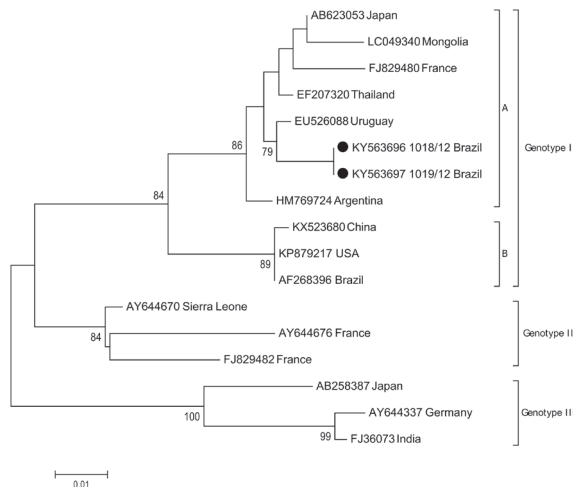 AB623053 Japan
LC049340 Mongolia
FJ829480 France
EF207320 Thailand
A
EU526088 Uruguay
86
79
KY563696 1018/12 Brazil
Genotype I
KY563697 1019/12 Brazil
84
HM769724 Argentina
KX523680 China
KP879217 USA
B
89
AF268396 Brazil
AY644670 Sierra Leone
84
AY644676 France
Genotype II
FJ829482 France
AB258387 Japan
100
AY644337 Germany
Genotype III
99
FJ36073 India
0.01